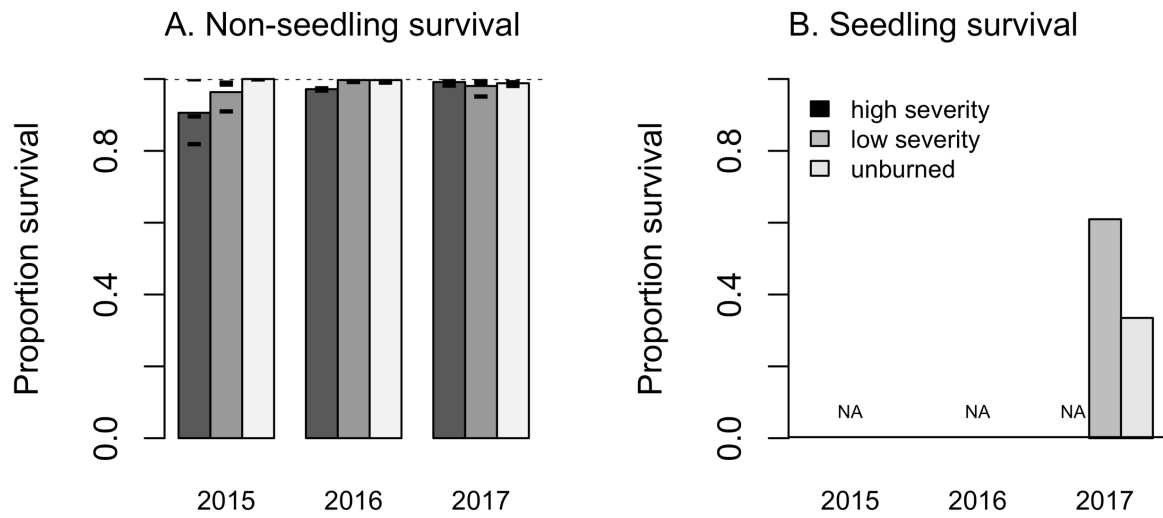 A. Non-seedling survival
Proportion survival
0.8
0.4
0.0
2015 2016 2017
B. Seedling survival
Proportion survival
0.8
0.4
0.0
high severity
low severity
unburned
NA NA NA
2015 2016 2017